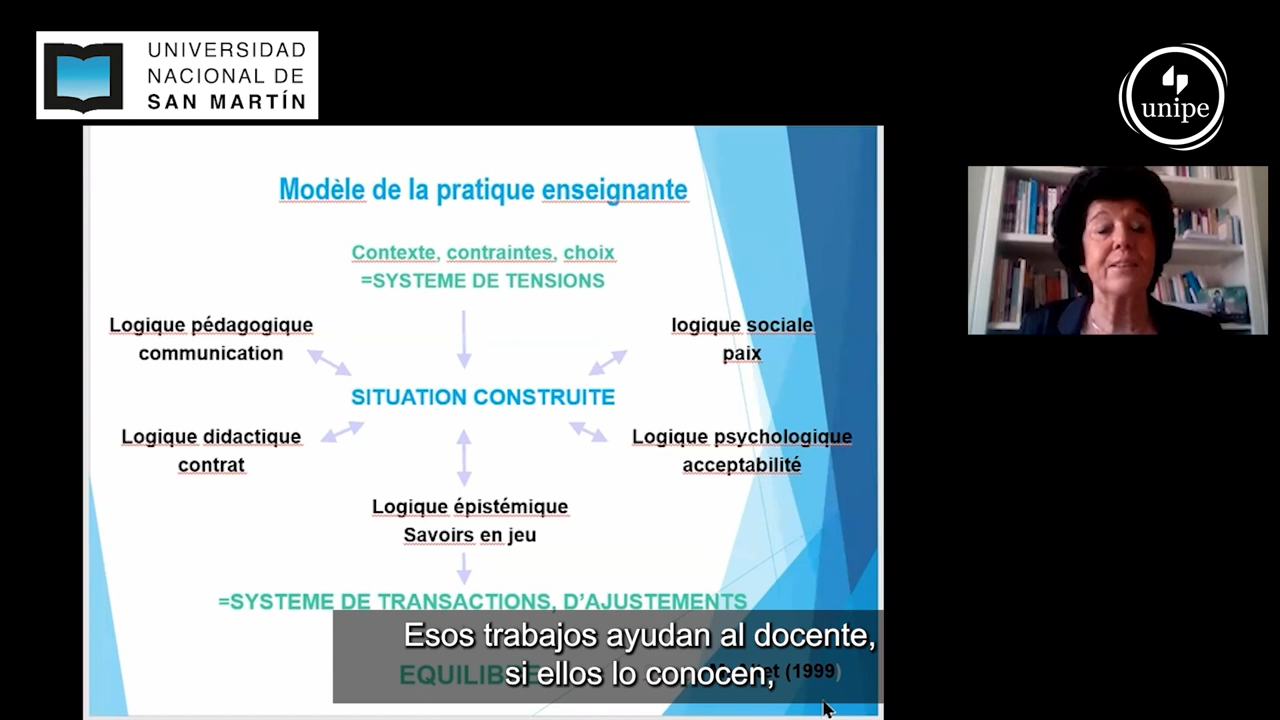 UNIVERSIDAD
NACIONAL DE
SAN MARTÍN
unipe
Modèle de la pratique enseignante
Contexte, contraintes, choix
=SYSTEME DE TENSIONS
Logique pédagogique
communication
logique sociale
paix
SITUATION CONSTRUITE
Logique didactique
contrat
Logique psychologique
acceptabilité
Logique épistémique
Savoirs en jeu
=SYSTEME DE TRANSACTIONS, D'AJUSTEMENTS
Esos trabajos ayudan al docente,
si ellos lo conocen,
(1999)